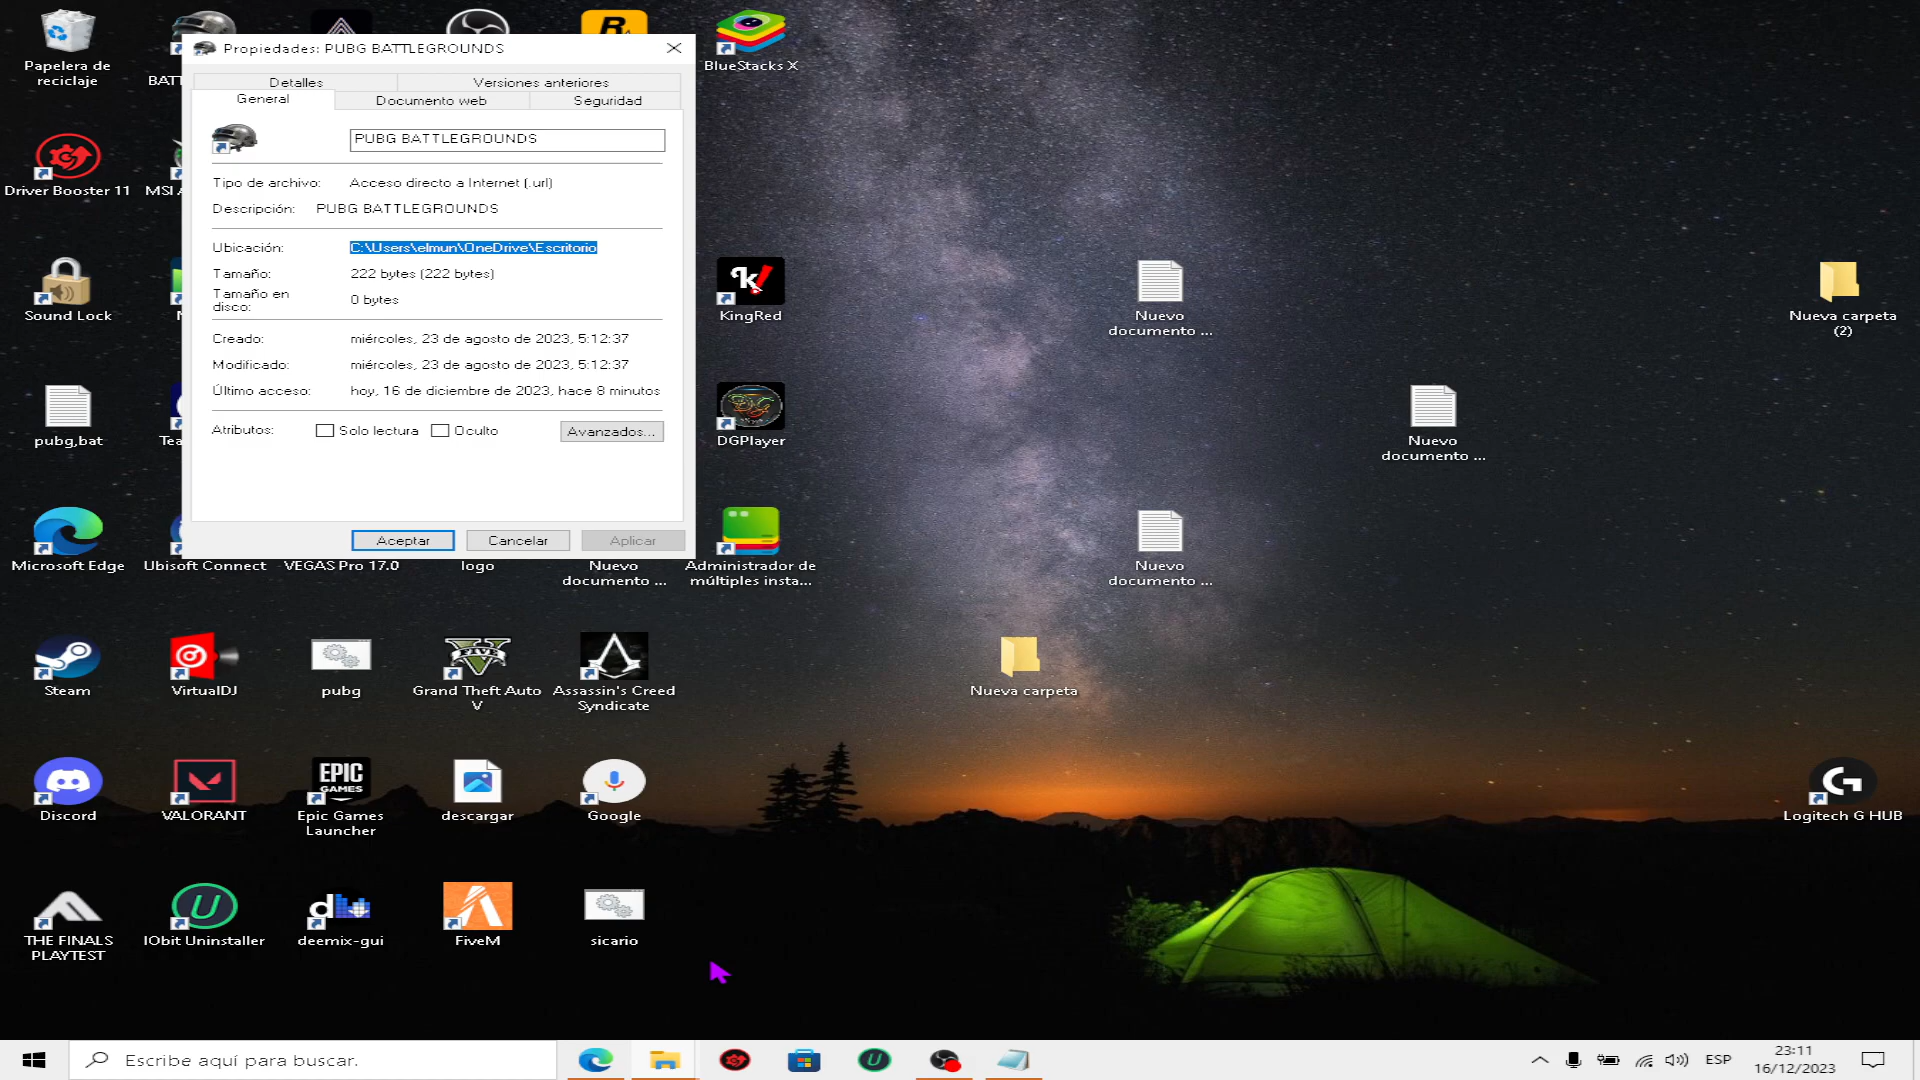 Propiedades: PUBG BATTLEGROUNDS
Detalles
Versiones anteriores
General
Documento web
Seguridad
PUBG BATTLEGROUNDS
Tipo de archivo: Acceso directo a Internet (.url)
Descripción: PUBG BATTLEGROUNDS
Ubicación: C:\Users\elmun\OneDrive\Escritorio
Tamaño: 222 bytes (222 bytes)
Tamaño en
disco: 0 bytes
Creado: miércoles, 23 de agosto de 2023, 5:12:37
Modificado: miércoles, 23 de agosto de 2023, 5:12:37
Último acceso: hoy, 16 de diciembre de 2023, hace 8 minutos
Atributos: Solo lectura Oculto Avanzados...
Aceptar Cancelar Aplicar
Papelera de
reciclaje
BlueStacks X
Driver Booster 11
MSI
Sound Lock
KingRed
Nuevo
documento ...
Nueva carpeta
(2)
pubg,bat
DGPlayer
Nuevo
documento ...
Microsoft Edge
Ubisoft Connect
VEGAS Pro 17.0
logo
Nuevo
documento ...
Administrador de
múltiples insta...
Nuevo
documento ...
Steam
VirtualDJ
pubg
FIVE
Grand Theft Auto
V
Assassin's Creed
Syndicate
Nueva carpeta
Discord
VALORANT
EPIC
GAMES
Epic Games
Launcher
descargar
Google
Logitech G HUB
THE FINALS
PLAYTEST
IObit Uninstaller
deemix-gui
FiveM
sicario
Escribe aquí para buscar.
ESP
23:11
16/12/2023